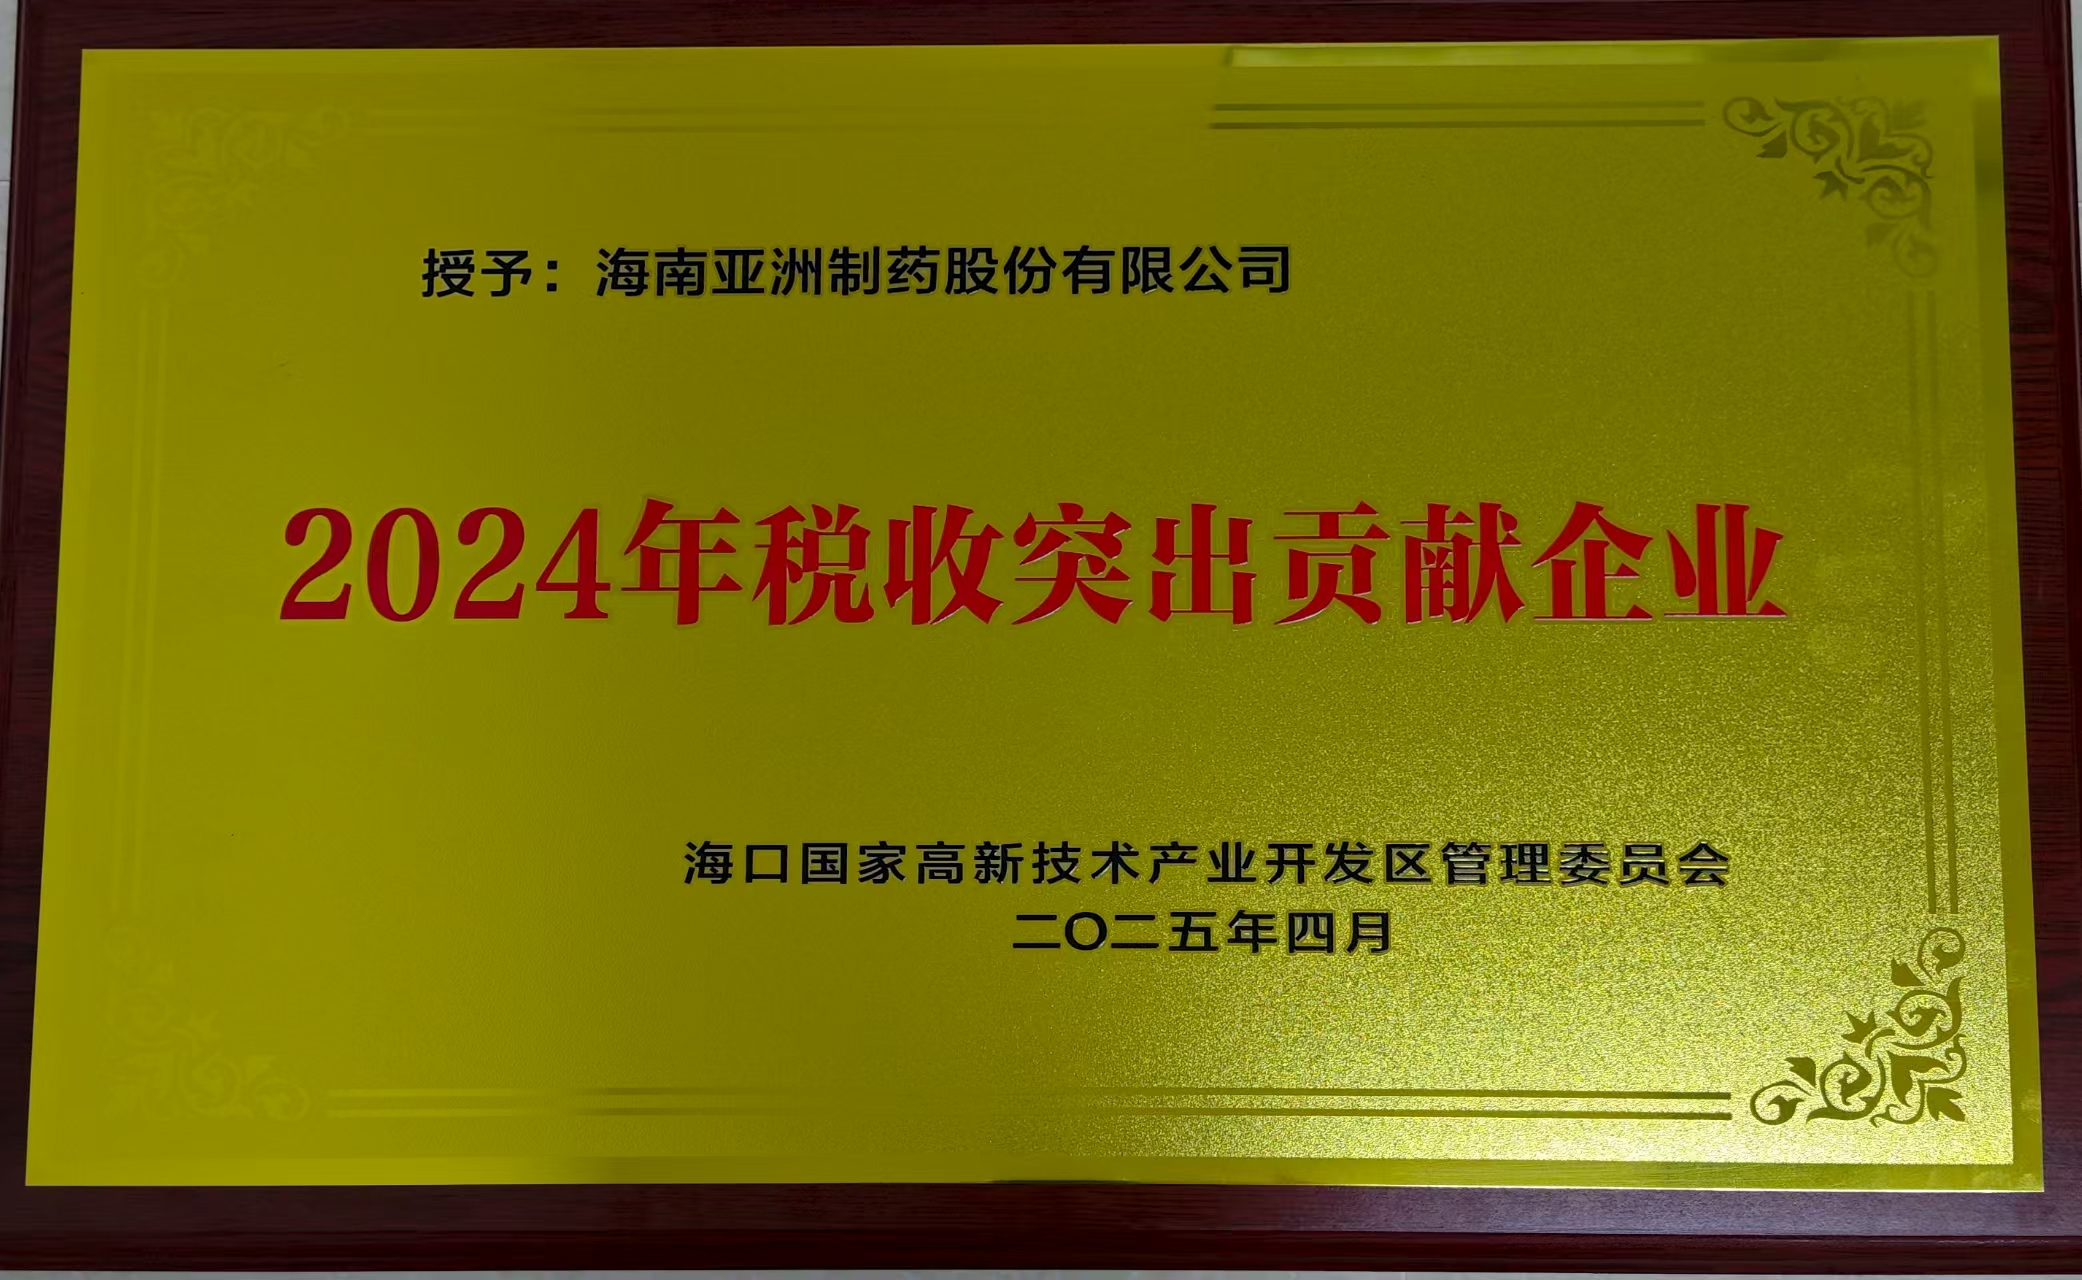 授予：海南亚洲制药股份有限公司
2024年税收突出贡献企业
海口国家高新技术产业开发区管理委员会
二〇二五年四月